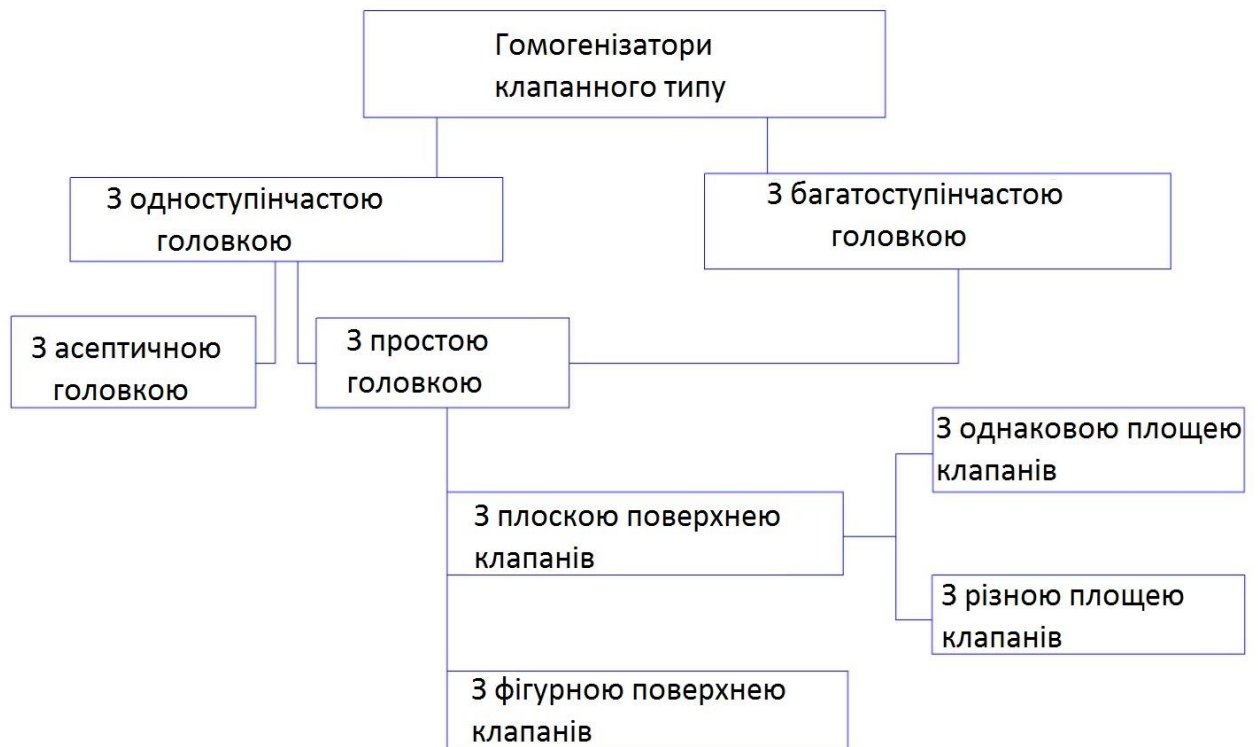 Гомогенізатори
клапанного типу
З одноступінчастою
головкою
З багатоступінчастою
головкою
З асептичною
головкою
З простою
головкою
З однаковою площею
клапанів
З плоскою поверхнею
клапанів
З різною площею
клапанів
З фігурною поверхнею
клапанів